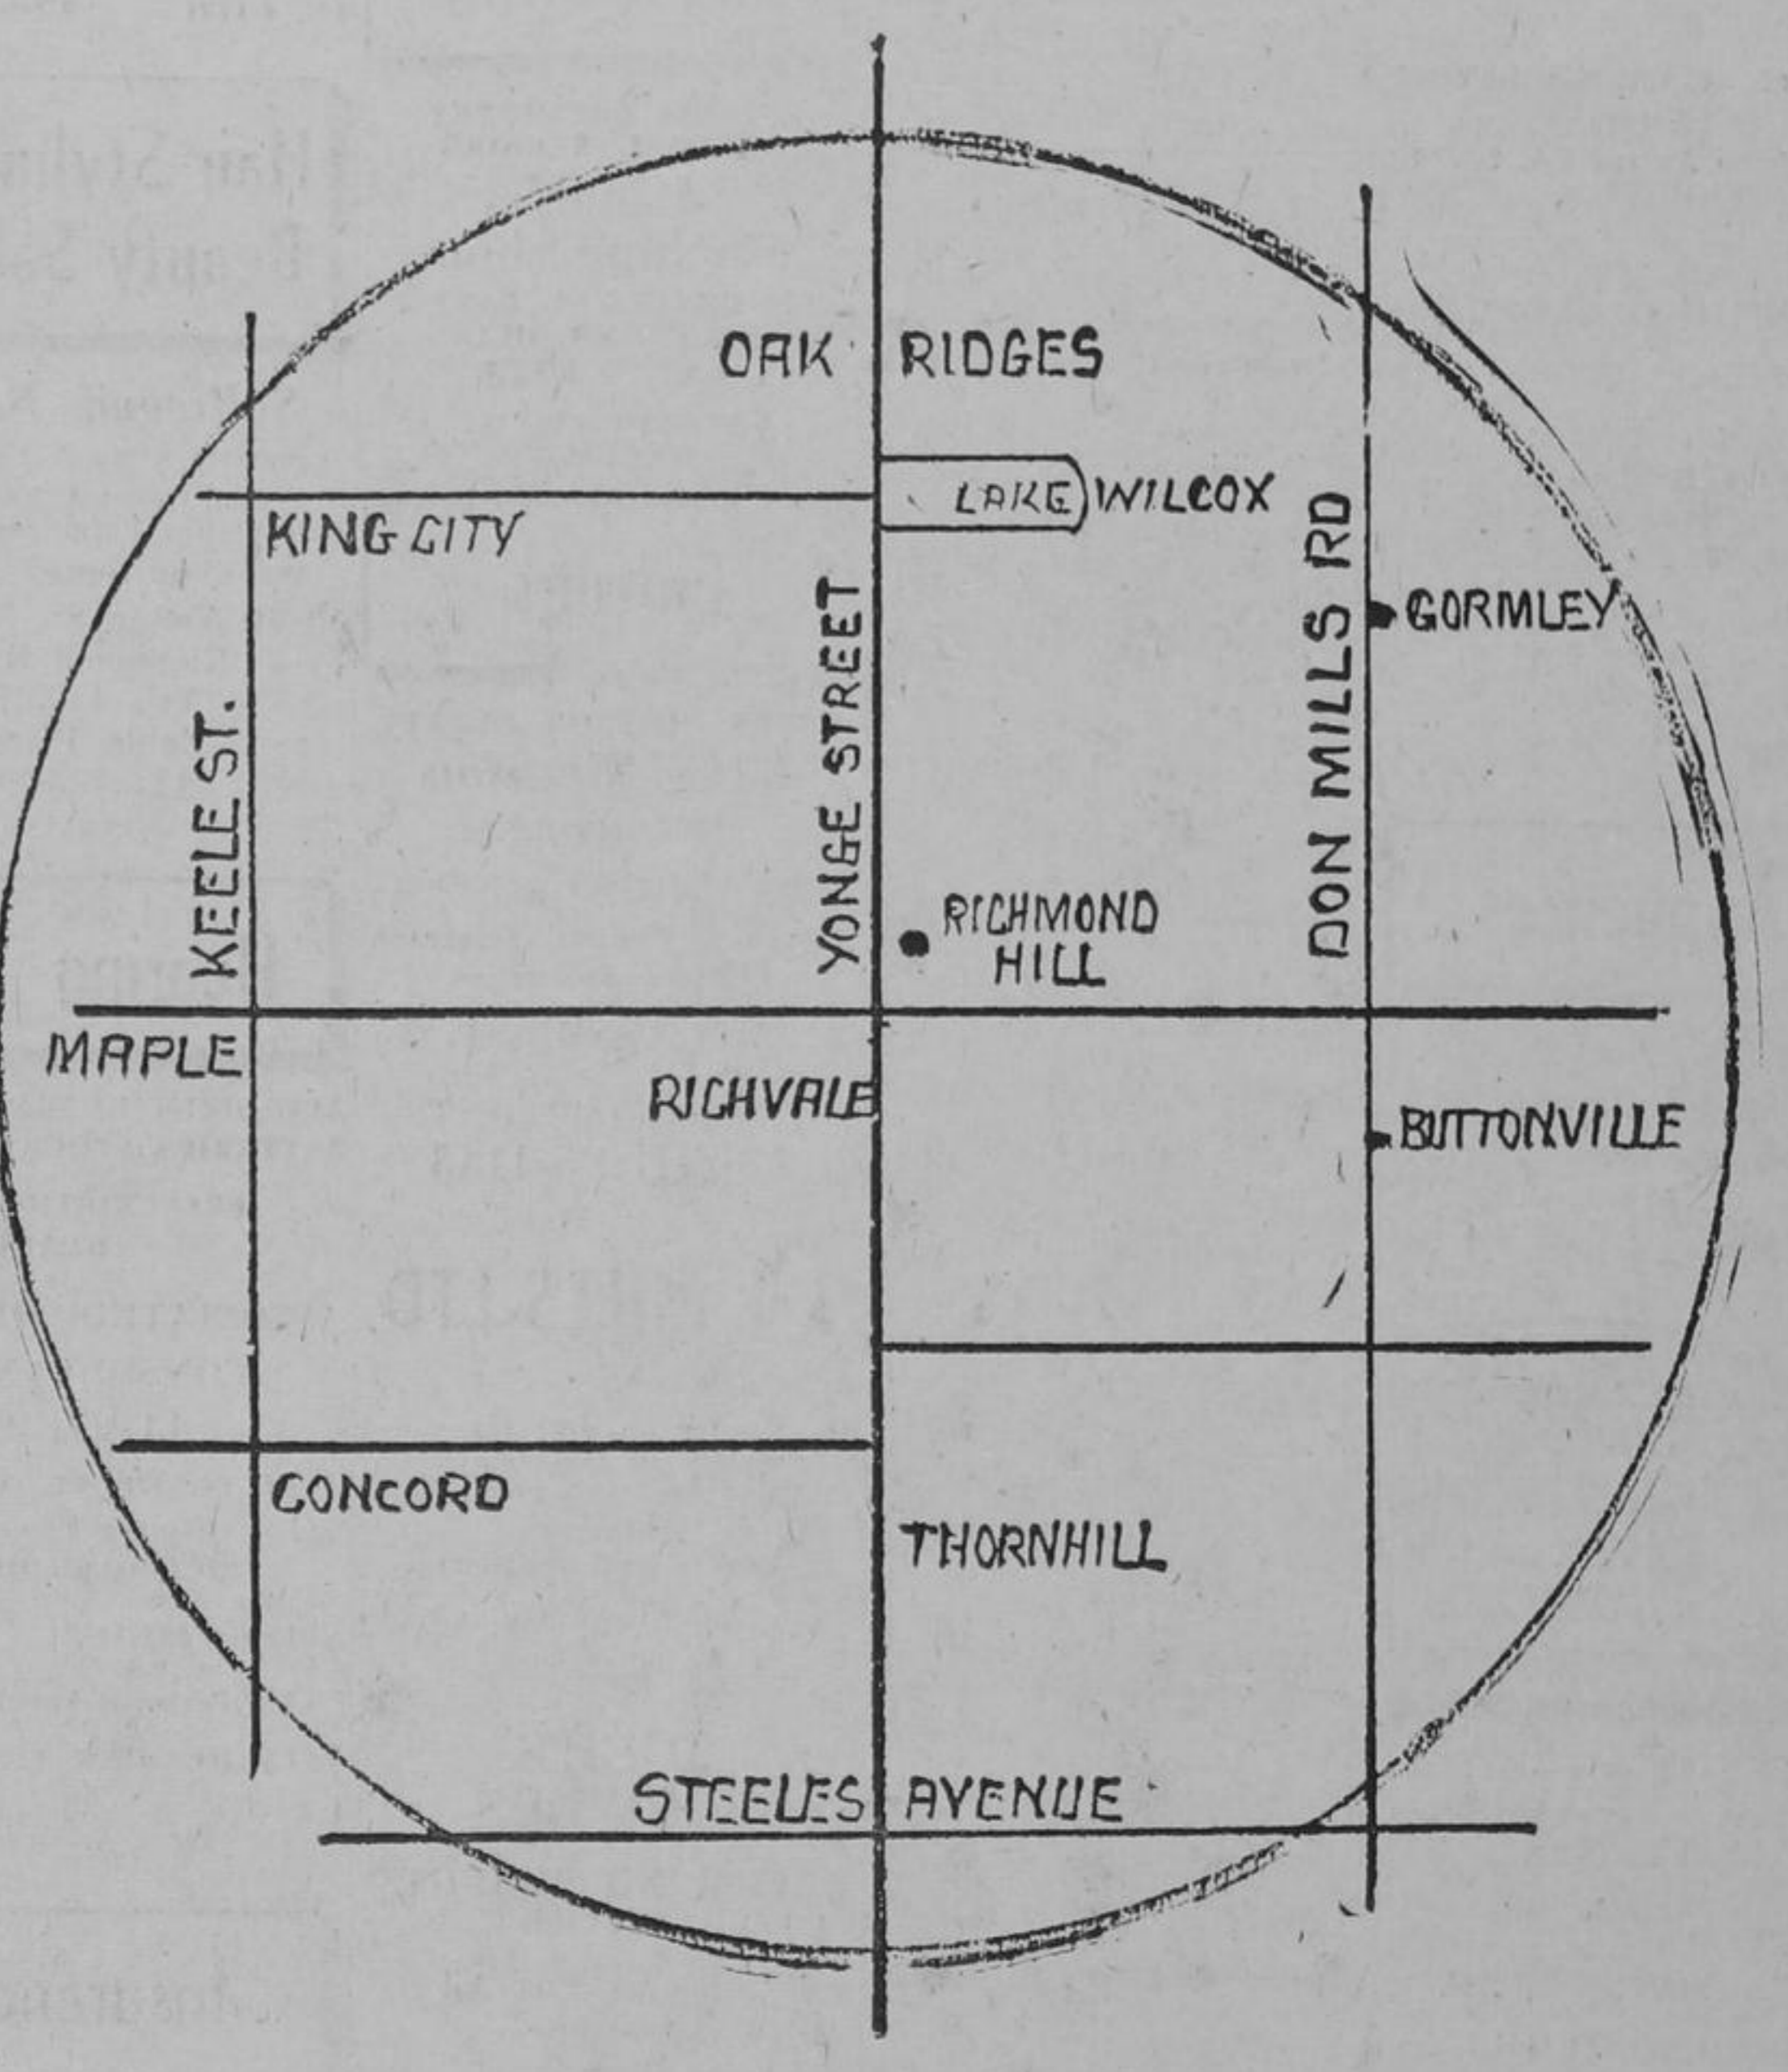 OAK RIDGES
LAKE WILCOX
KING CITY
GORMLEY
KEELE ST.
YONGE STREET
DON MILLS RD
RICHMOND
HILL
MAPLE
RICHVALE
BUTTONVILLE
CONCORD
THORNHILL
STEELES AVENUE